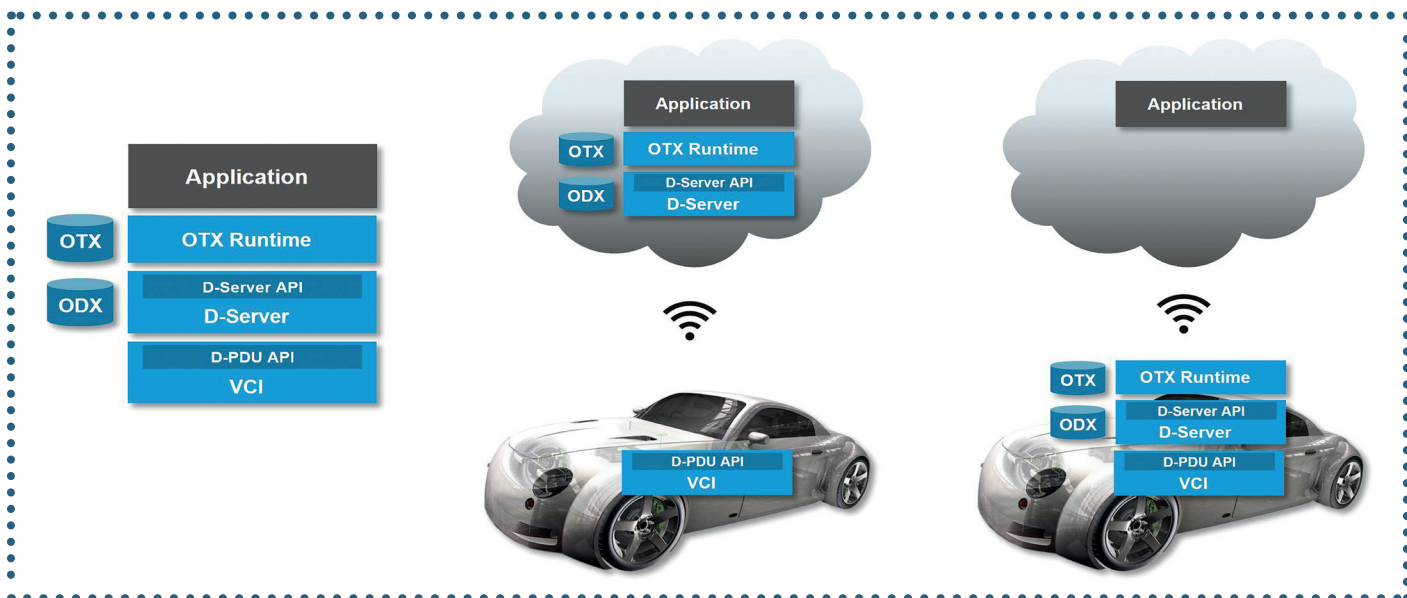 Application
OTX
OTX Runtime
ODX
D-Server API
D-Server
D-PDU API
VCI
Application
OTX
OTX Runtime
ODX
D-Server API
D-Server
D-PDU API
VCI
Application
OTX
OTX Runtime
ODX
D-Server API
D-Server
D-PDU API
VCI